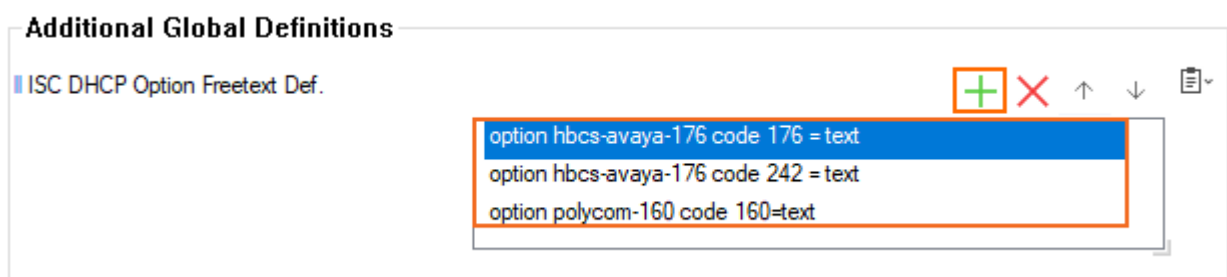 Additional Global Definitions
ISC DHCP Option Freetext Def.
option hbcs-avaya-176 code 176 = text
option hbcs-avaya-176 code 242 = text
option polycom-160 code 160=text